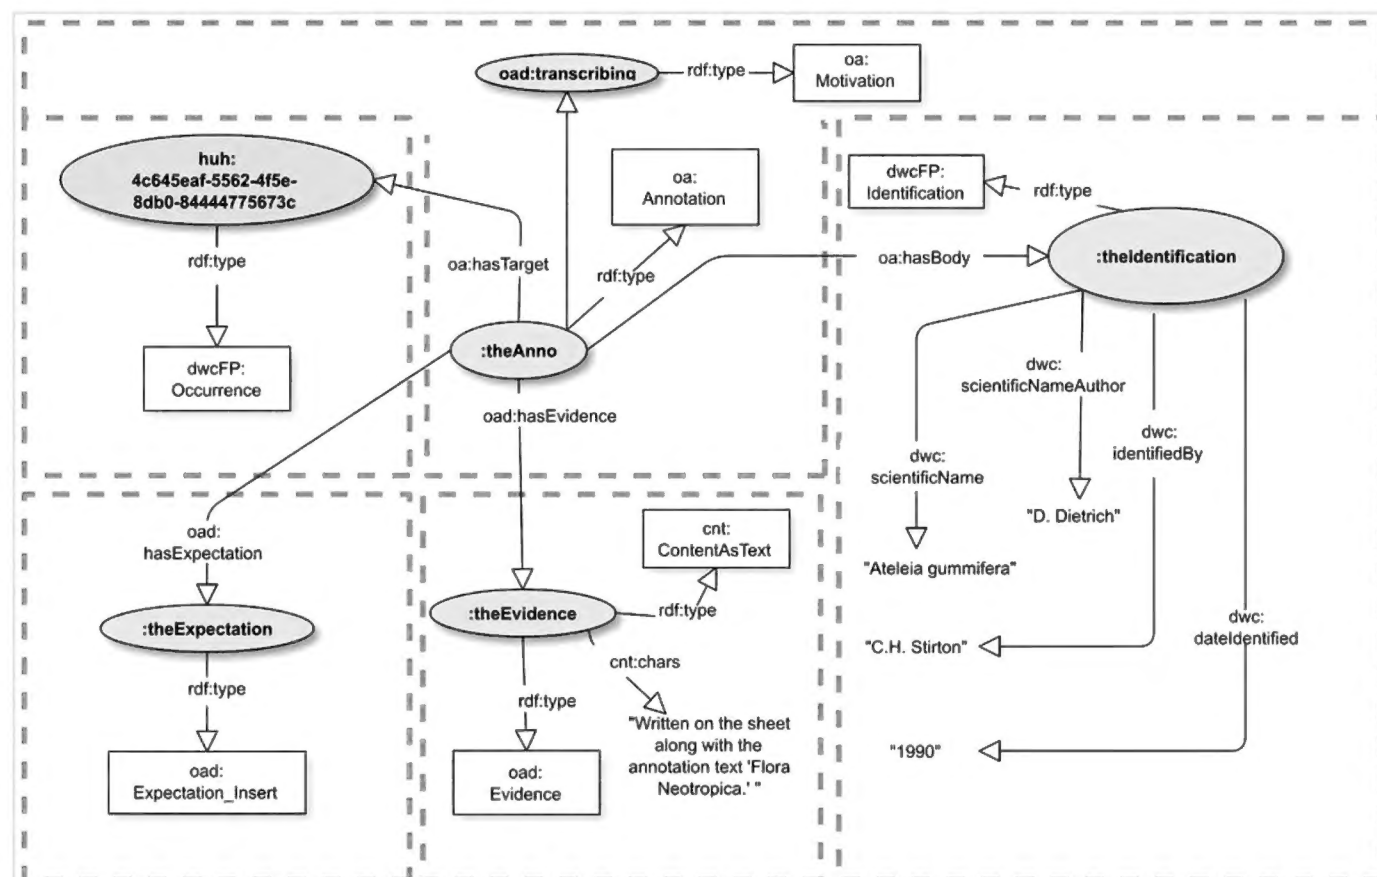 oad:transcribing
rdf:type
oa:
Motivation
huh:
4c645eaf-5562-4f5e-
8db0-84444775673c
rdf:type
dwcFP:
Occurrence
oa:hasTarget
oa:
Annotation
rdf:type
:theAnno
oa:hasBody
dwcFP:
Identification
rdf:type
:theIdentification
dwc:
scientificName
"Ateleia gummifera"
dwc:
scientificNameAuthor
"D. Dietrich"
dwc:
identifiedBy
"C.H. Stirton"
dwc:
dateIdentified
"1990"
oad:
hasExpectation
:theExpectation
rdf:type
oad:
Expectation_Insert
oad:hasEvidence
:theEvidence
rdf:type
cnt:
ContentAsText
cnt:chars
"Written on the sheet
along with the
annotation text 'Flora
Neotropica.' "
rdf:type
oad:
Evidence